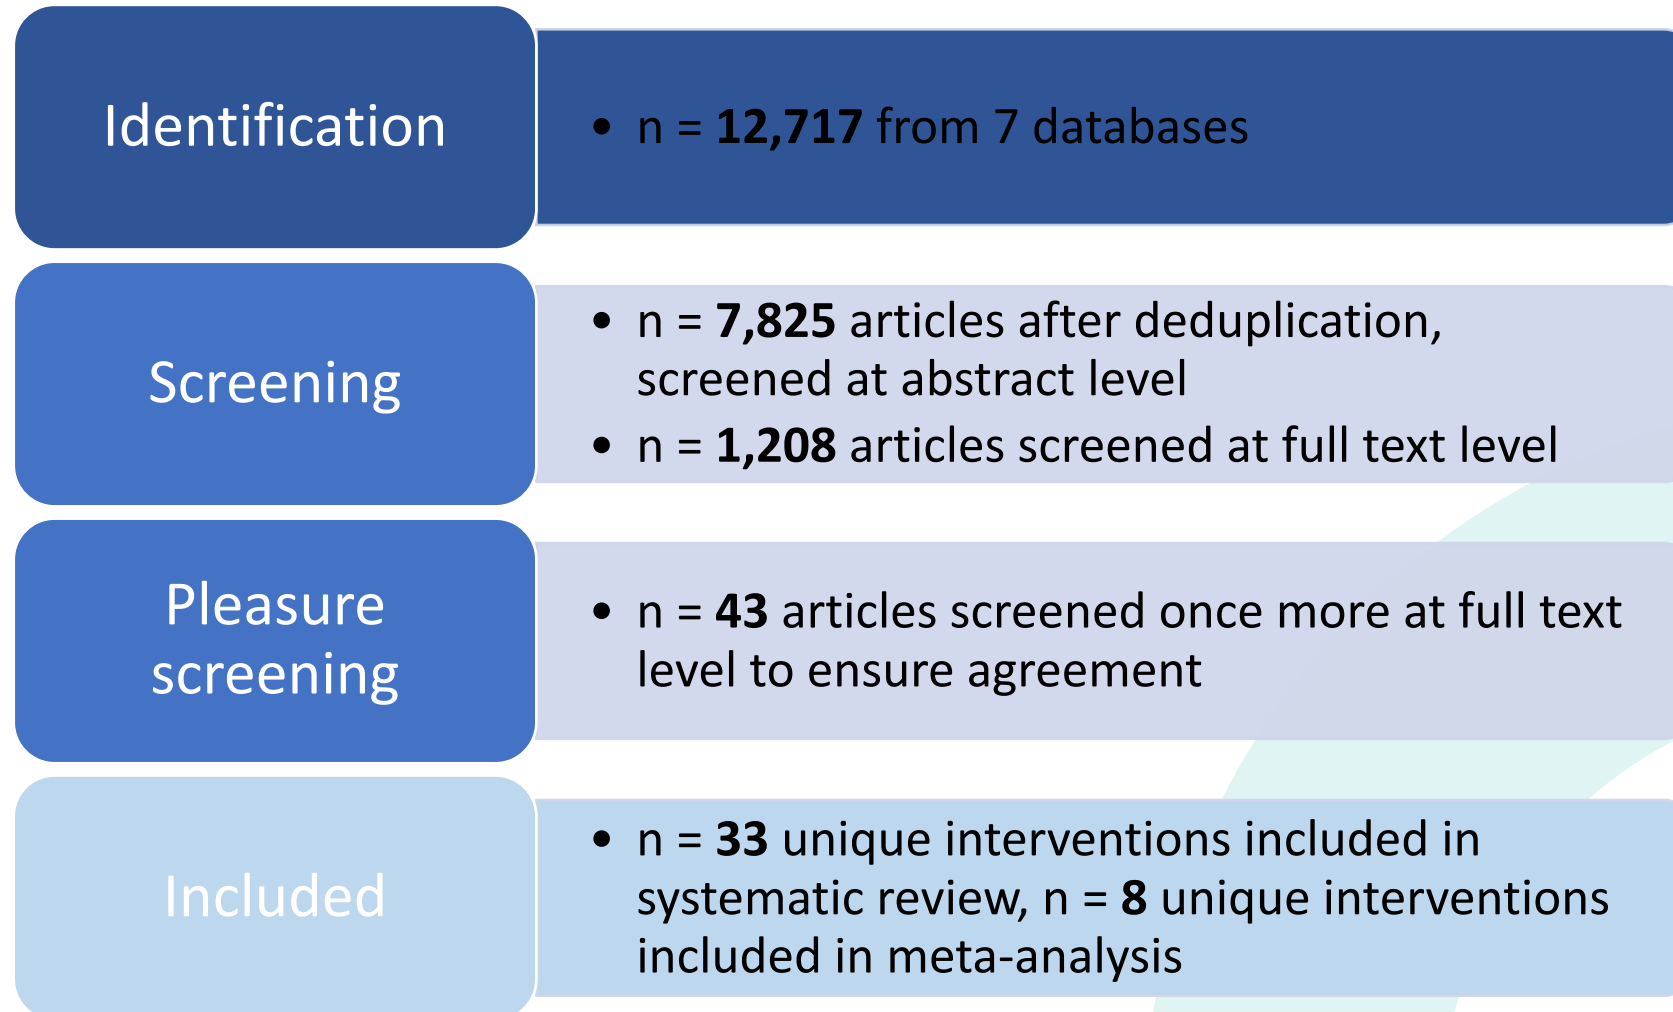 Identification
• n = 12,717 from 7 databases
Screening
• n = 7,825 articles after deduplication,
screened at abstract level
• n = 1,208 articles screened at full text level
Pleasure
screening
• n = 43 articles screened once more at full text
level to ensure agreement
Included
• n = 33 unique interventions included in
systematic review, n = 8 unique interventions
included in meta-analysis